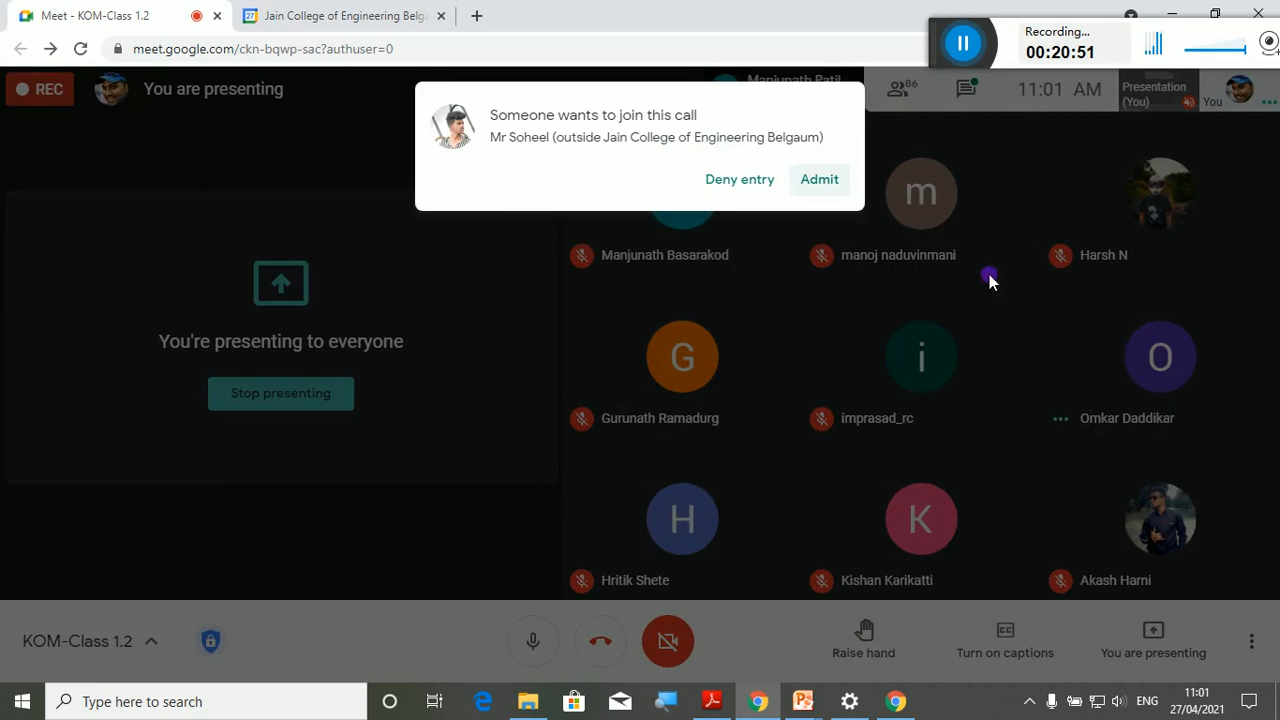 Meet - KOM-Class 1.2
Jain College of Engineering Belg
meet.google.com/ckn-bqwp-sac?authuser=0
Recording...
00:20:51
REC
You are presenting
Manjunath Patil
86
11:01 AM
Presentation
(You)
You
Someone wants to join this call
Mr Soheel (outside Jain College of Engineering Belgaum)
Deny entry
Admit
m
Manjunath Basarakod
manoj naduvinmani
Harsh N
You're presenting to everyone
Stop presenting
G
i
O
Gurunath Ramadurg
imprasad_rc
Omkar Daddikar
H
K
Hritik Shete
Kishan Karikatti
Akash Harni
KOM-Class 1.2
Raise hand
CC
Turn on captions
You are presenting
Type here to search
ENG
11:01
27/04/2021